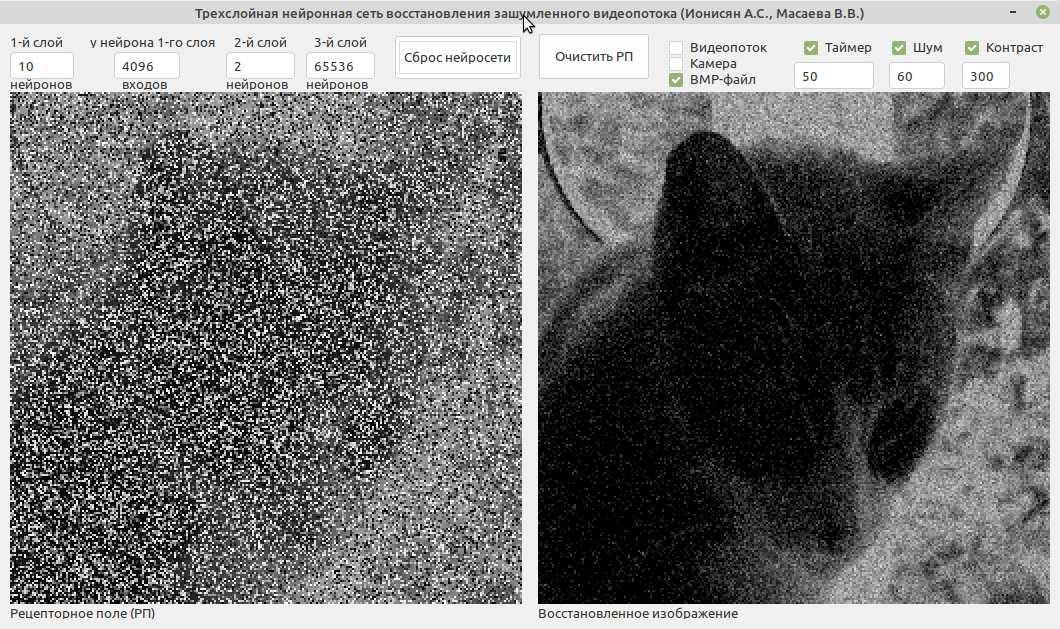 Трехслойная нейронная сеть восстановления зашумленного видеопотока (Ионисян А.С., Масаева В.В.)
1-й слой у нейрона 1-го слоя 2-й слой 3-й слой
10 4096 2 65536
нейронов входов нейронов нейронов
Сброс нейросети
Очистить РП
Видеопоток
Камера
BMP-файл
Таймер Шум Контраст
50 60 300
Рецепторное поле (РП)
Восстановленное изображение